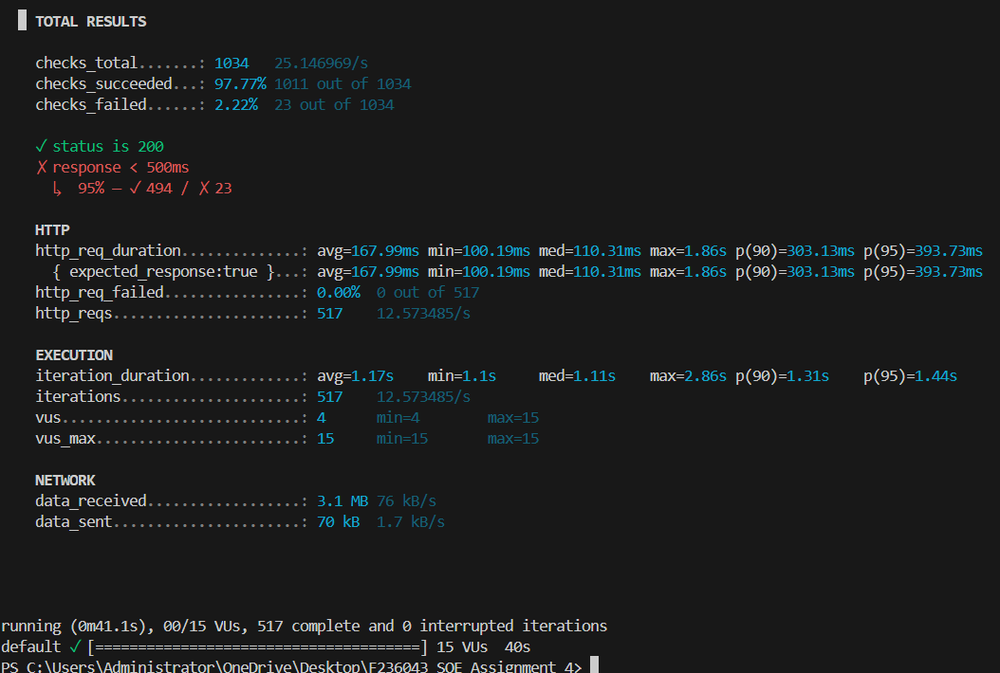 TOTAL RESULTS
checks_total.......: 1034 25.146969/s
checks_succeeded...: 97.77% 1011 out of 1034
checks_failed......: 2.22% 23 out of 1034
✓ status is 200
✗ response < 500ms
↳ 95% — ✓ 494 / ✗ 23
HTTP
http_req_duration..............: avg=167.99ms min=100.19ms med=110.31ms max=1.86s p(90)=303.13ms p(95)=393.73ms
{ expected_response:true }...: avg=167.99ms min=100.19ms med=110.31ms max=1.86s p(90)=303.13ms p(95)=393.73ms
http_req_failed................: 0.00% 0 out of 517
http_reqs......................: 517 12.573485/s
EXECUTION
iteration_duration.............: avg=1.17s min=1.1s med=1.11s max=2.86s p(90)=1.31s p(95)=1.44s
iterations.....................: 517 12.573485/s
vus............................: 4 min=4 max=15
vus_max........................: 15 min=15 max=15
NETWORK
data_received..................: 3.1 MB 76 kB/s
data_sent......................: 70 kB 1.7 kB/s
running (0m41.1s), 00/15 VUs, 517 complete and 0 interrupted iterations
default ✓ [======================================] 15 VUs 40s
PS C:\Users\Administrator\OneDrive\Desktop\F236043 SQE Assignment 4>